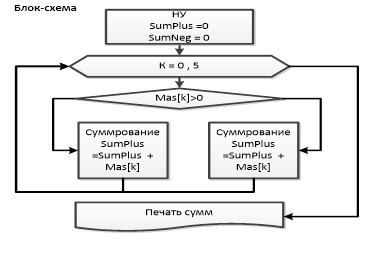 Блок-схема
НУ
SumPlus =0
SumNeg = 0
K = 0 , 5
Mas[k]>0
Суммрование
SumPlus
=SumPlus +
Mas[k]
Суммрование
SumPlus
=SumPlus +
Mas[k]
Печать сумм